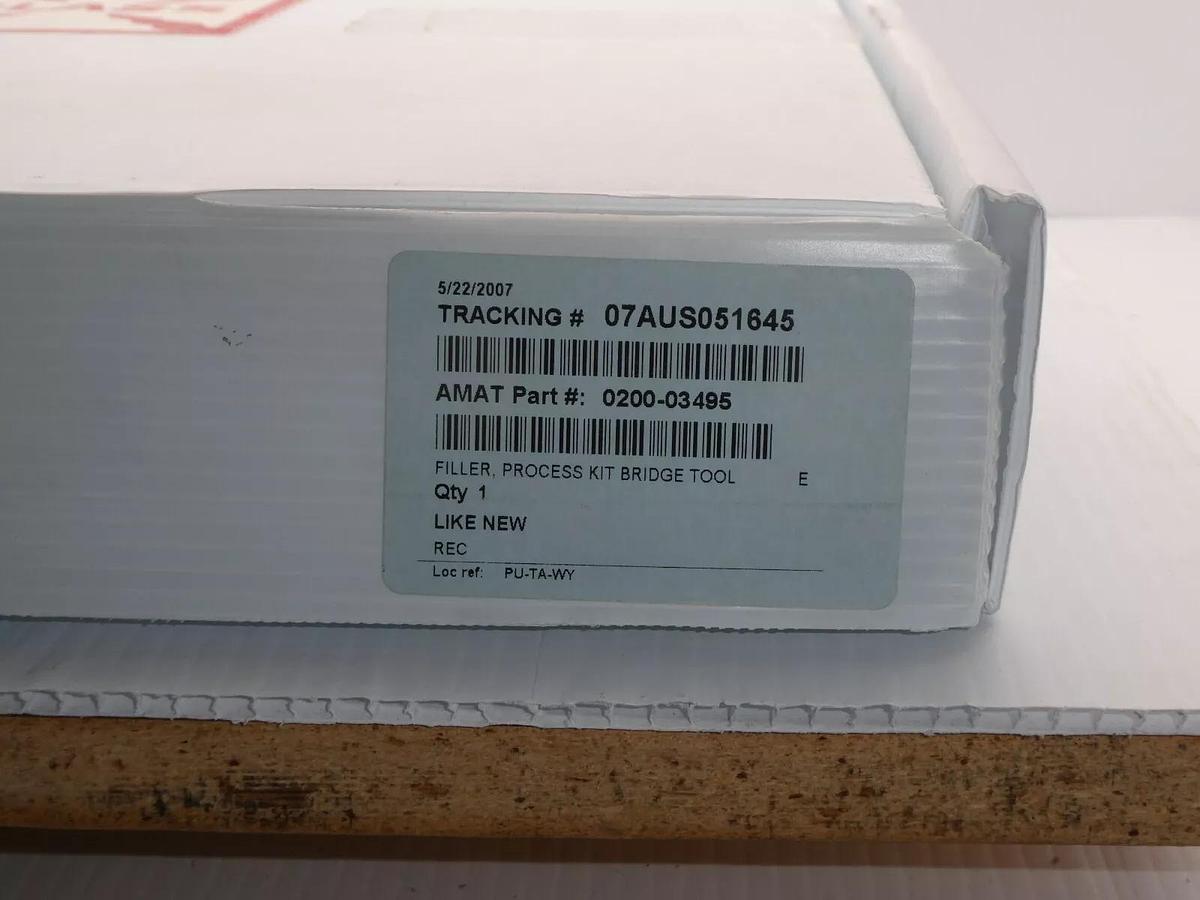 5/22/2007
TRACKING # 07AUS051645
AMAT Part #: 0200-03495
FILLER, PROCESS KIT BRIDGE TOOL E
Qty 1
LIKE NEW
REC
Loc ref: PU-TA-WY